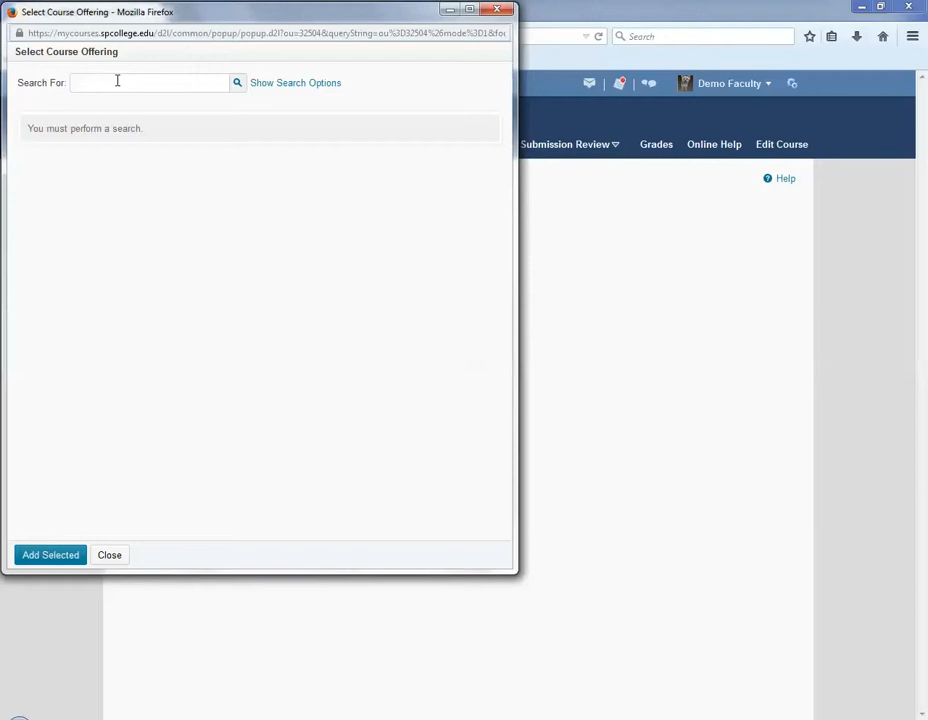 Select Course Offering - Mozilla Firefox
https://mycourses.spcollege.edu/d2l/common/popup/popup.d2l?ou=32504&queryString=ou%3D32504%26mode%3D1&foc
Search
Select Course Offering
Search For:
Show Search Options
Demo Faculty
You must perform a search.
Submission Review
Grades
Online Help
Edit Course
Help
Add Selected
Close